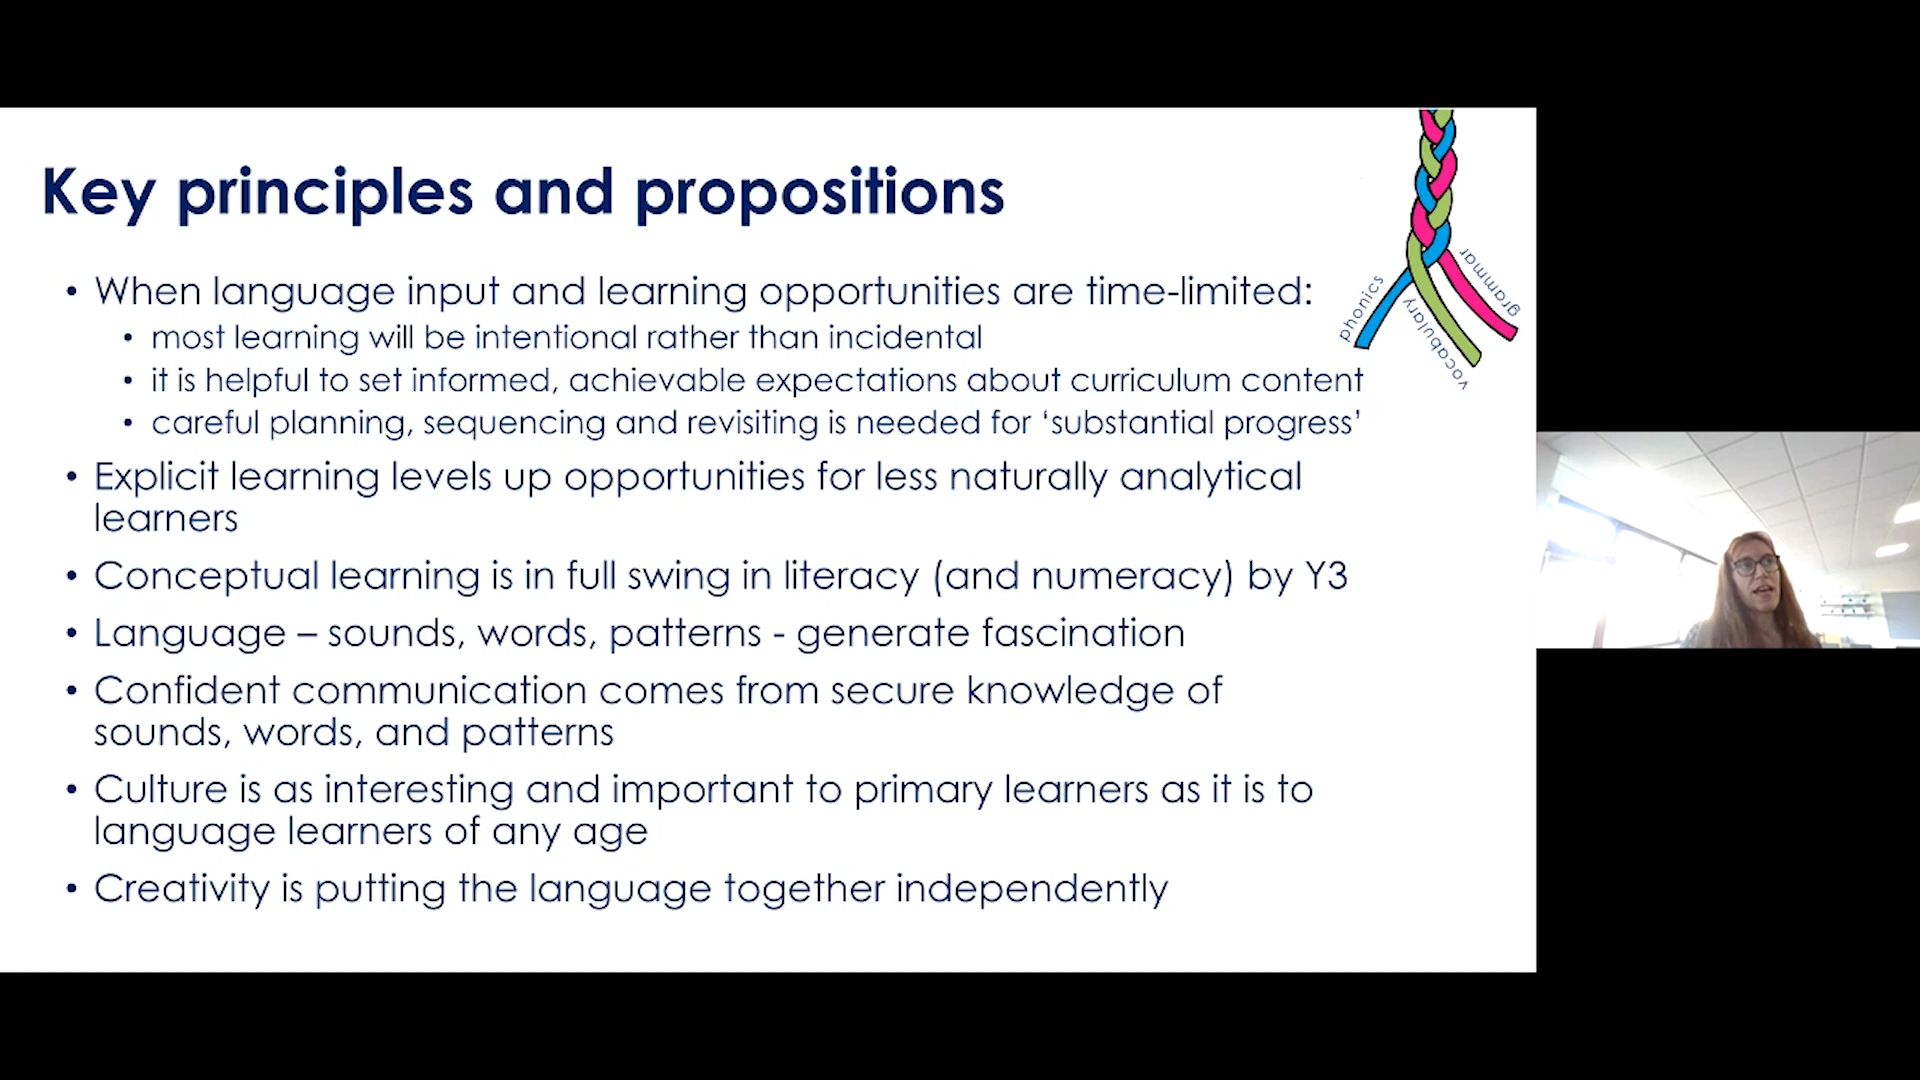 Key principles and propositions
• When language input and learning opportunities are time-limited:
• most learning will be intentional rather than incidental
• it is helpful to set informed, achievable expectations about curriculum content
• careful planning, sequencing and revisiting is needed for ‘substantial progress’
• Explicit learning levels up opportunities for less naturally analytical
learners
• Conceptual learning is in full swing in literacy (and numeracy) by Y3
• Language – sounds, words, patterns - generate fascination
• Confident communication comes from secure knowledge of
sounds, words, and patterns
• Culture is as interesting and important to primary learners as it is to
language learners of any age
• Creativity is putting the language together independently
phonics
vocabulary
grammar